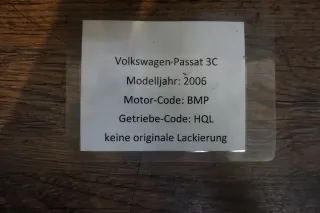 Volkswagen-Passat 3C
Modelljahr: 2006
Motor-Code: BMP
Getriebe-Code: HQL
keine originale Lackierung